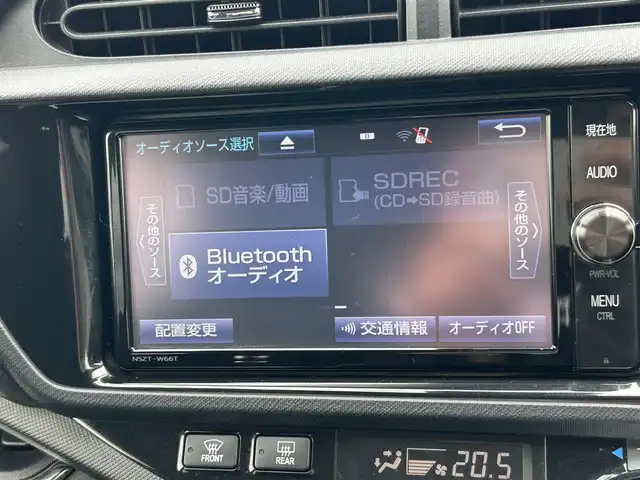 オーディオソース選択
現在地
SD音楽/動画
SDREC
(CD➡SD録音曲)
AUDIO
その他のソース
Bluetooth
オーディオ
その他のソース
PWR·VOL
MENU
CTRL
配置変更
交通情報
オーディオOFF
NSZT-W66T
FRONT
REAR
20.5